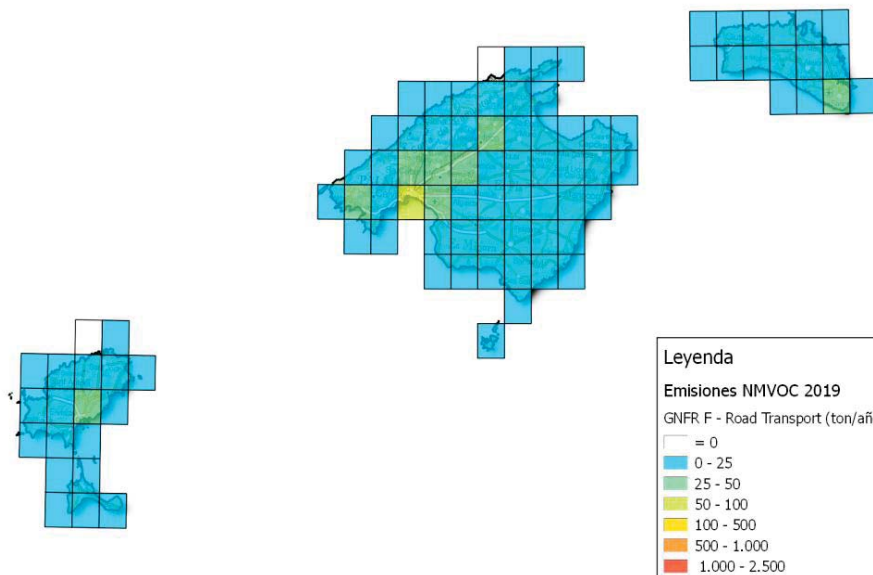 Leyenda
Emisiones NMVOC 2019
GNFR F - Road Transport (ton/añ
= 0
0 - 25
25 - 50
50 - 100
100 - 500
500 - 1.000
1.000 - 2.500